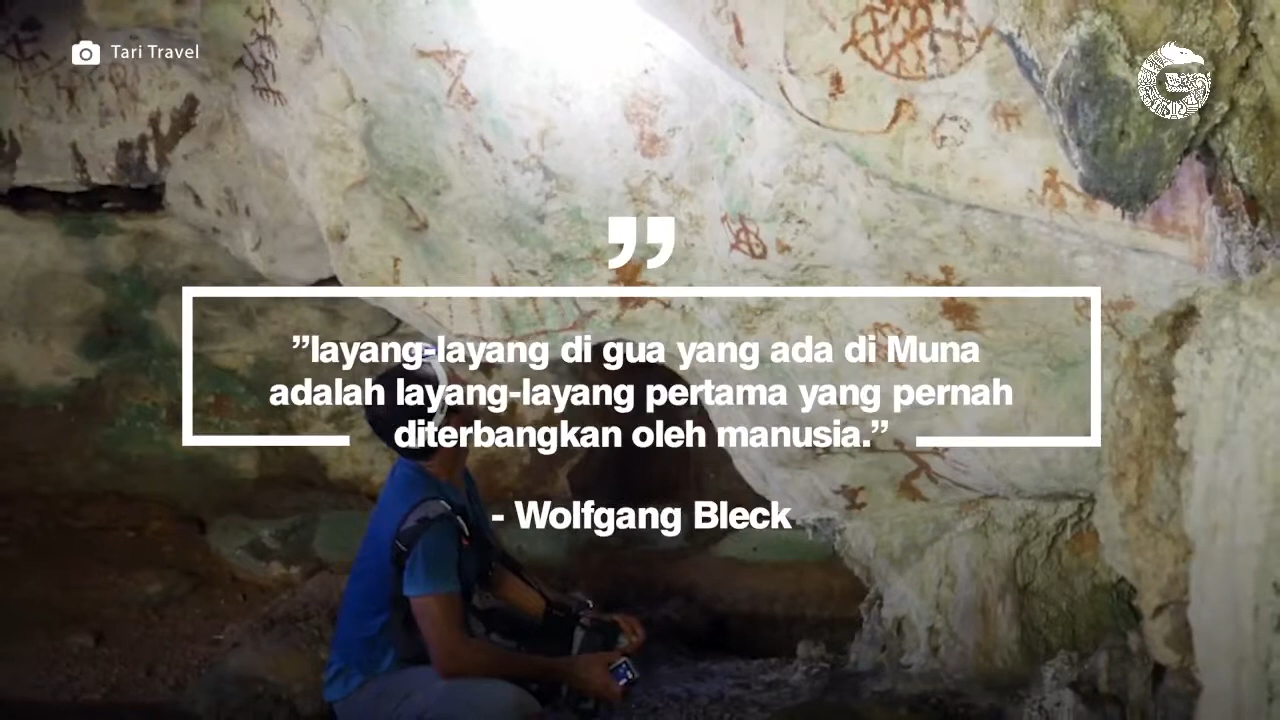 Tari Travel
”
”layang-layang di gua yang ada di Muna
adalah layang-layang pertama yang pernah
diterbangkan oleh manusia.”
- Wolfgang Bleck